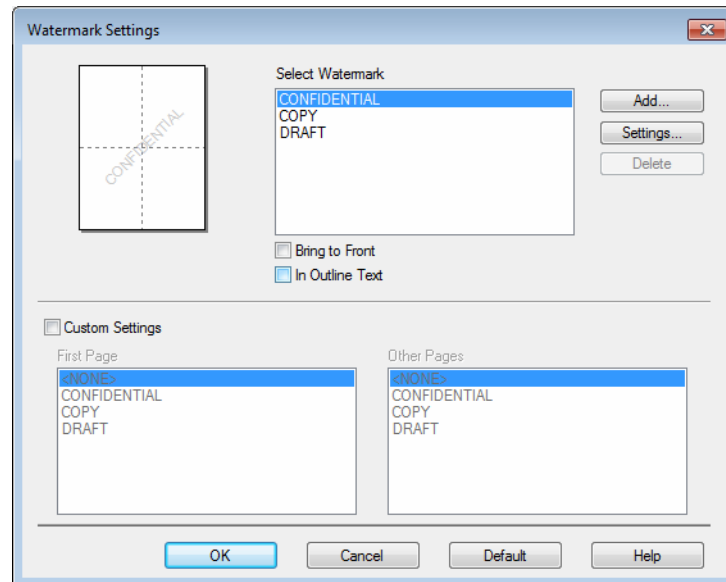 Watermark Settings
Select Watermark
CONFIDENTIAL
COPY
DRAFT
CONFIDENTIAL
Add...
Settings...
Delete
Bring to Front
In Outline Text
Custom Settings
First Page
<NONE>
CONFIDENTIAL
COPY
DRAFT
Other Pages
<NONE>
CONFIDENTIAL
COPY
DRAFT
OK
Cancel
Default
Help